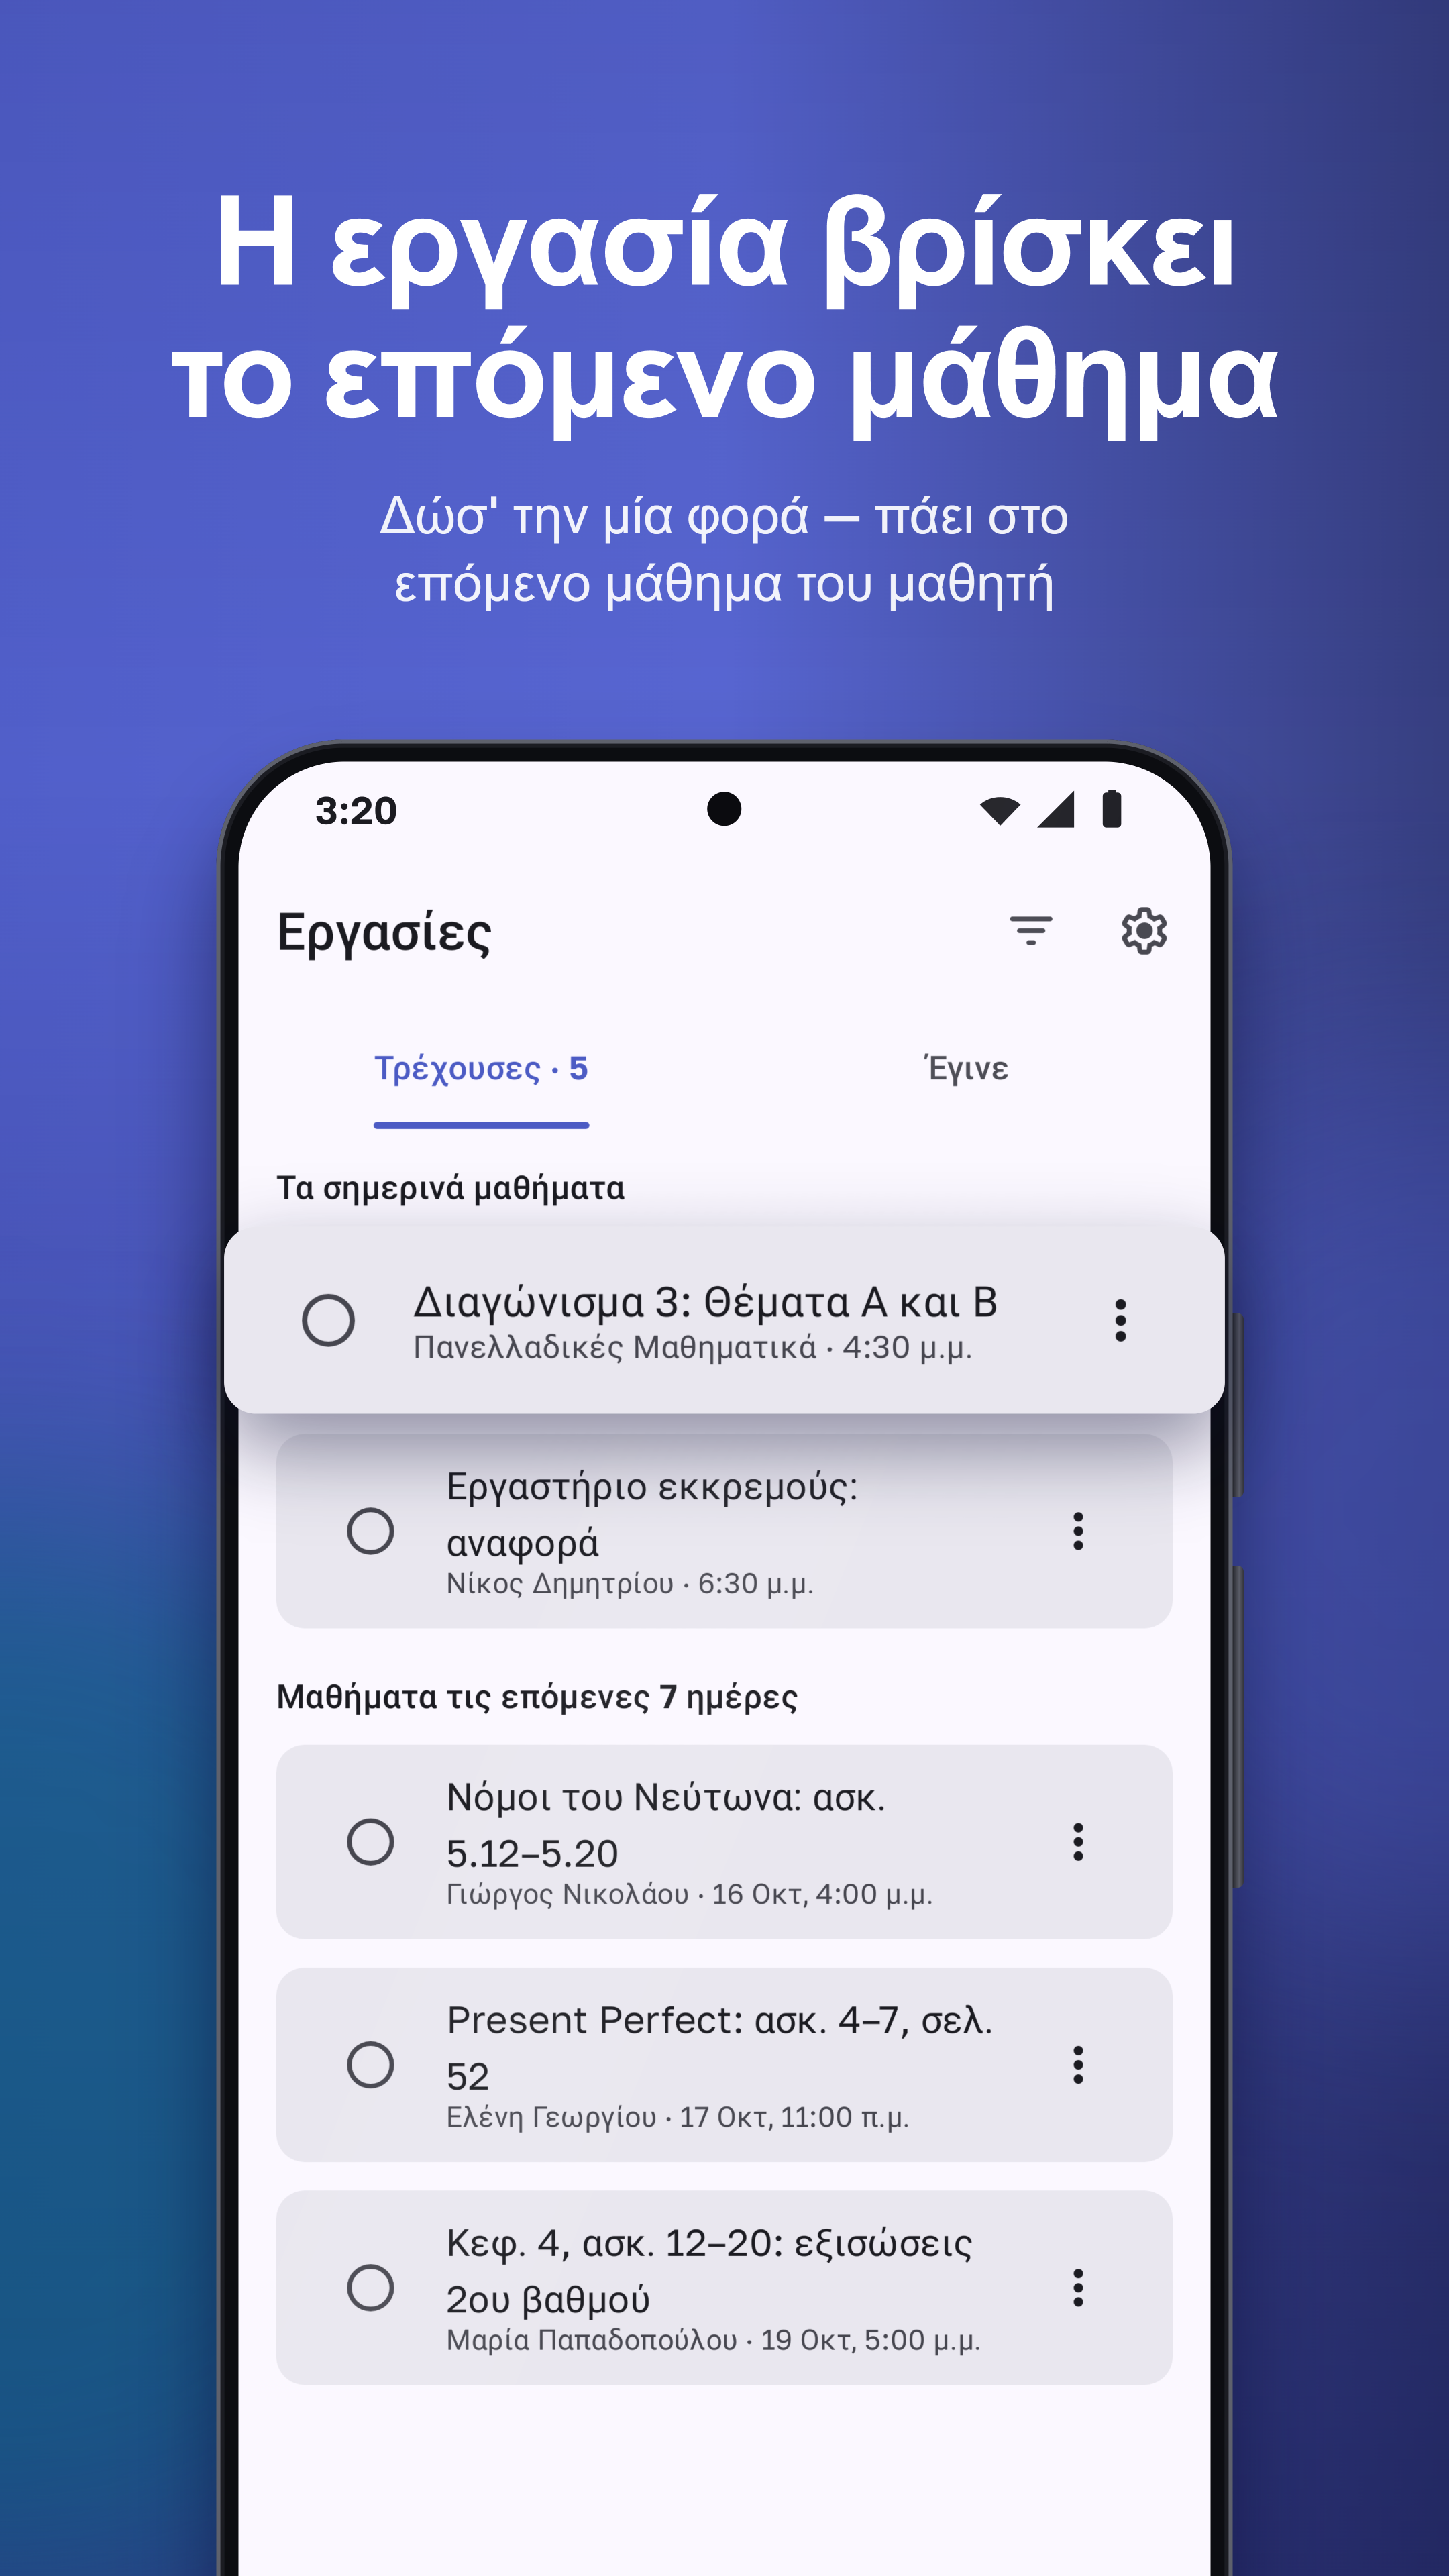 Η εργασία βρίσκει
το επόμενο μάθημα
Δώσ' την μία φορά — πάει στο
επόμενο μάθημα του μαθητή
3:20
Εργασίες
Τρέχουσες · 5
Έγινε
Τα σημερινά μαθήματα
Διαγώνισμα 3: Θέματα Α και Β
Πανελλαδικές Μαθηματικά · 4:30 μ.μ.
Εργαστήριο εκκρεμούς:
αναφορά
Νίκος Δημητρίου · 6:30 μ.μ.
Μαθήματα τις επόμενες 7 ημέρες
Νόμοι του Νεύτωνα: ασκ.
5.12–5.20
Γιώργος Νικολάου · 16 Οκτ, 4:00 μ.μ.
Present Perfect: ασκ. 4–7, σελ.
52
Ελένη Γεωργίου · 17 Οκτ, 11:00 π.μ.
Κεφ. 4, ασκ. 12–20: εξισώσεις
2ου βαθμού
Μαρία Παπαδοπούλου · 19 Οκτ, 5:00 μ.μ.